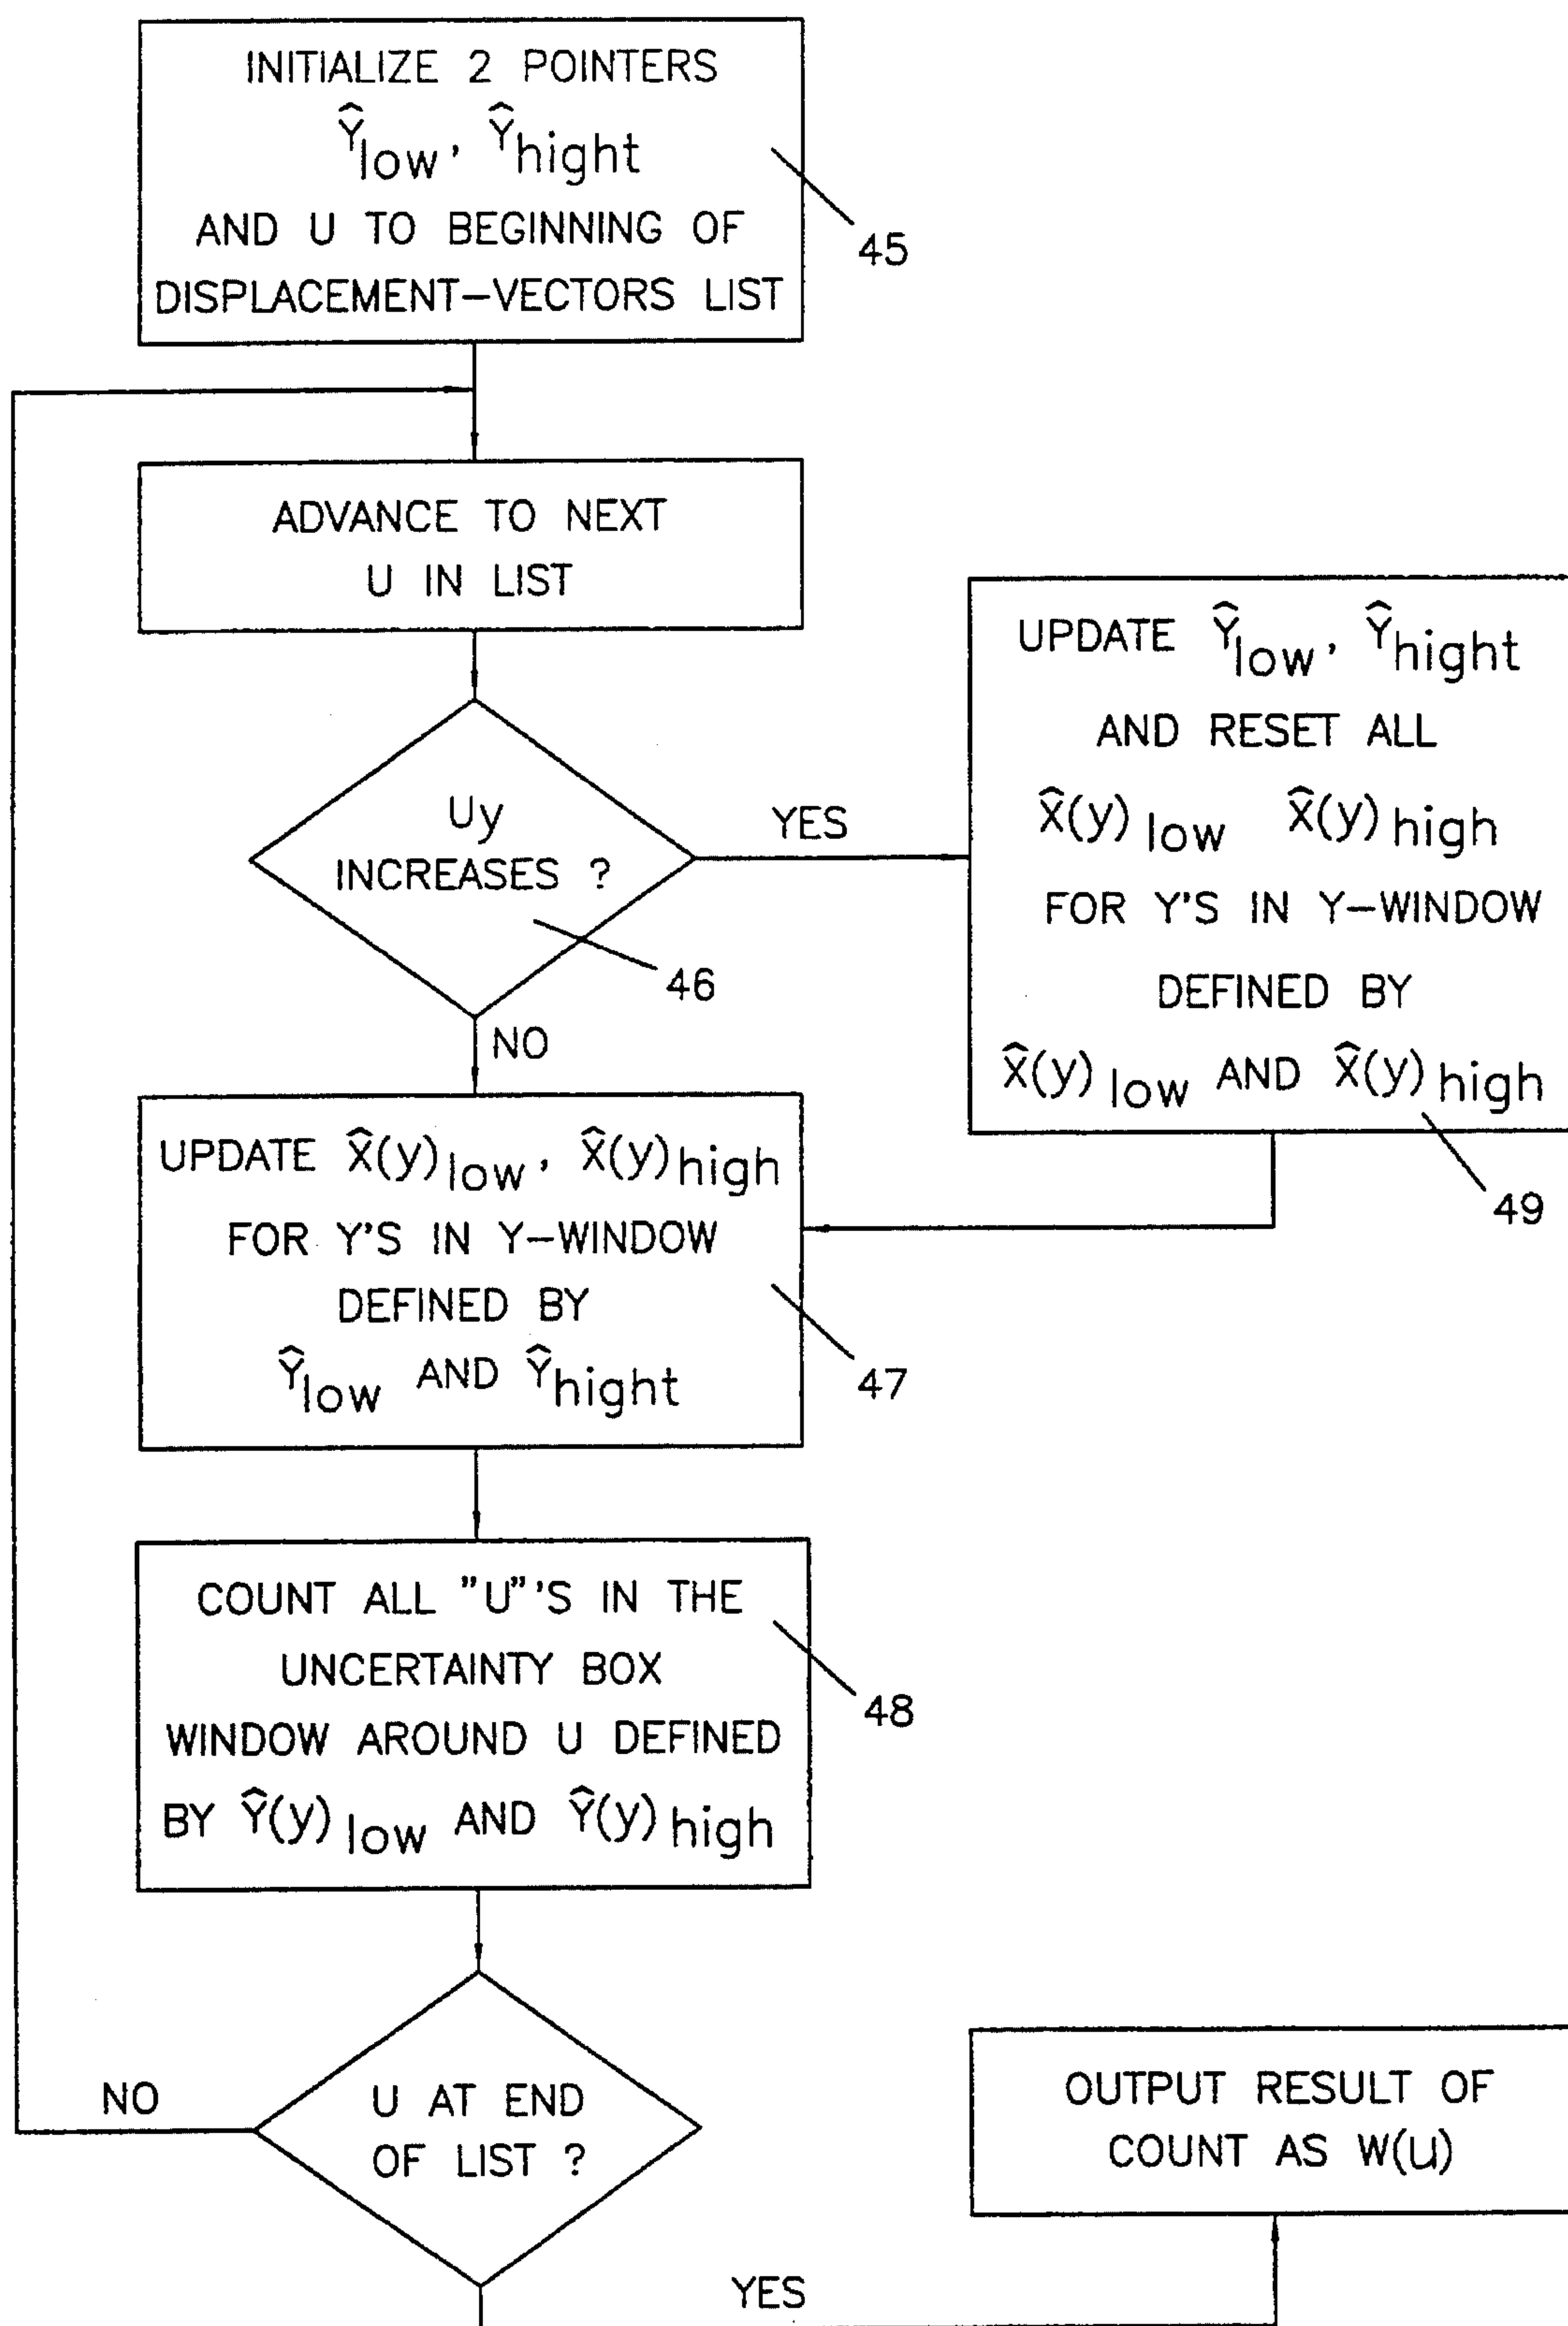 INITIALIZE 2 POINTERS
Ŷlow, Ŷhight
AND U TO BEGINNING OF
DISPLACEMENT-VECTORS LIST
45
ADVANCE TO NEXT
U IN LIST
Uy
INCREASES ?
46
YES
NO
UPDATE Ŷlow, Ŷhight
AND RESET ALL
X̂(y) low X̂(y) high
FOR Y'S IN Y-WINDOW
DEFINED BY
X̂(y) low AND X̂(y) high
49
UPDATE X̂(y)low, X̂(y)high
FOR Y'S IN Y-WINDOW
DEFINED BY
Ŷlow AND Ŷhight
47
COUNT ALL "U"'S IN THE
UNCERTAINTY BOX
WINDOW AROUND U DEFINED
BY Ŷ(y) low AND Ŷ(y) high
48
U AT END
OF LIST ?
NO
YES
OUTPUT RESULT OF
COUNT AS W(u)